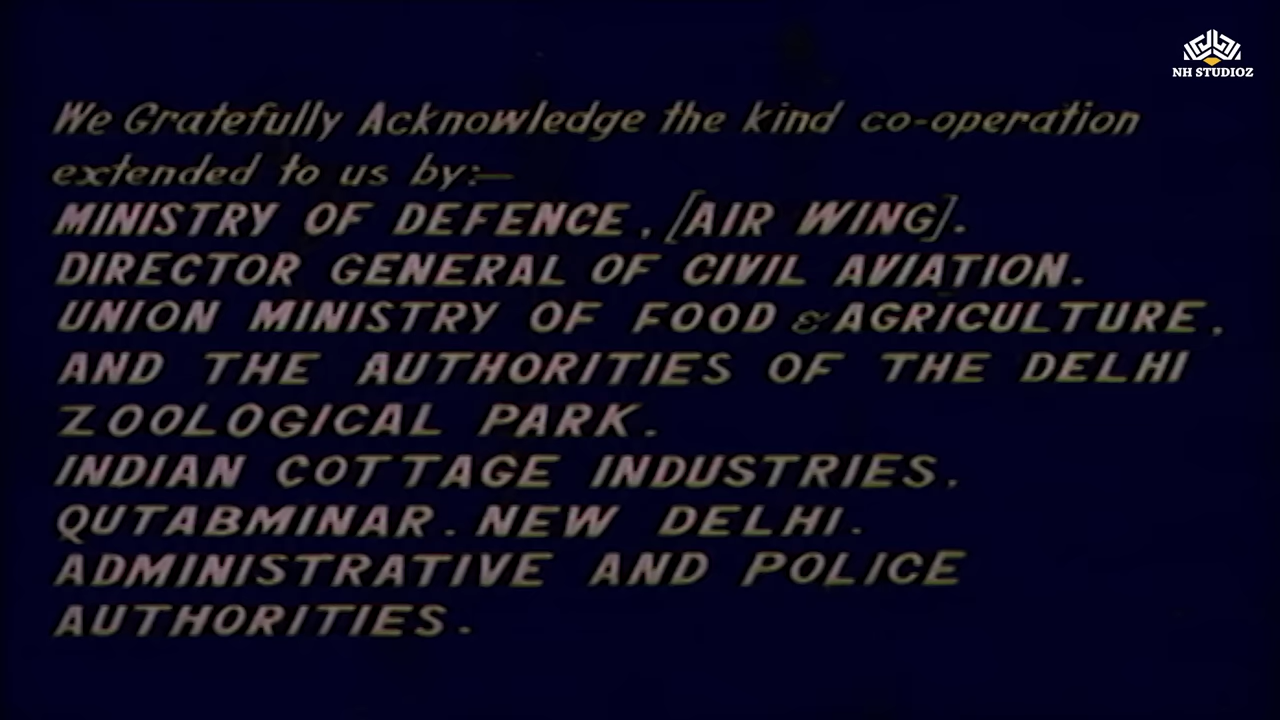 NH STUDIOZ
We Gratefully Acknowledge the kind co-operation
extended to us by:—
MINISTRY OF DEFENCE, [AIR WING].
DIRECTOR GENERAL OF CIVIL AVIATION.
UNION MINISTRY OF FOOD & AGRICULTURE,
AND THE AUTHORITIES OF THE DELHI
ZOOLOGICAL PARK.
INDIAN COTTAGE INDUSTRIES.
QUTABMINAR. NEW DELHI.
ADMINISTRATIVE AND POLICE
AUTHORITIES.